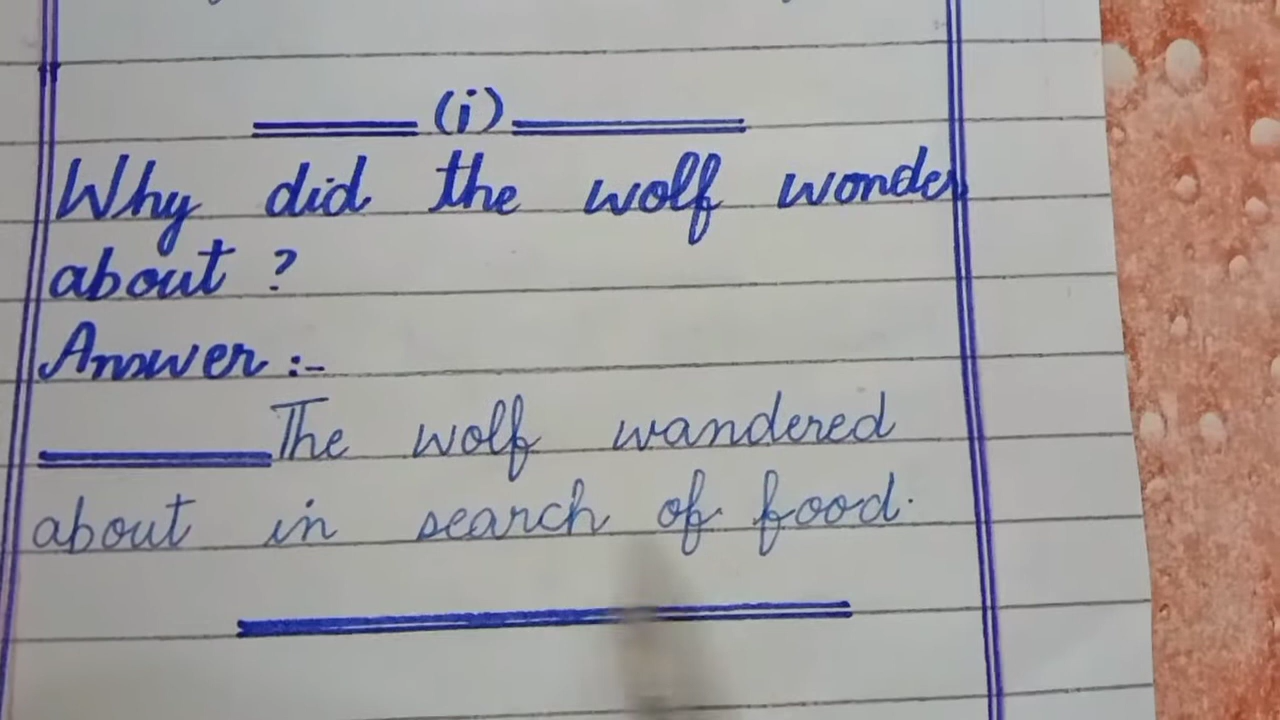 (i)
Why did the wolf wonder
about ?
Answer :-
The wolf wandered
about in search of food.